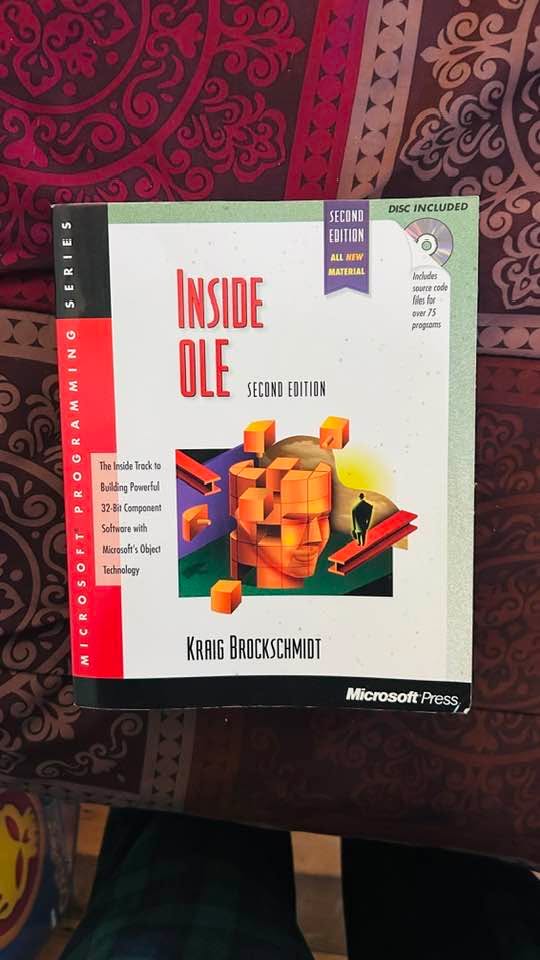 MICROSOFT® PROGRAMMING SERIES
SECOND
EDITION
ALL NEW
MATERIAL
DISC INCLUDED
Includes
source code
files for
over 75
programs
INSIDE
OLE
SECOND EDITION
The Inside Track to
Building Powerful
32-Bit Component
Software with
Microsoft's Object
Technology
KRAIG BROCKSCHMIDT
Microsoft Press